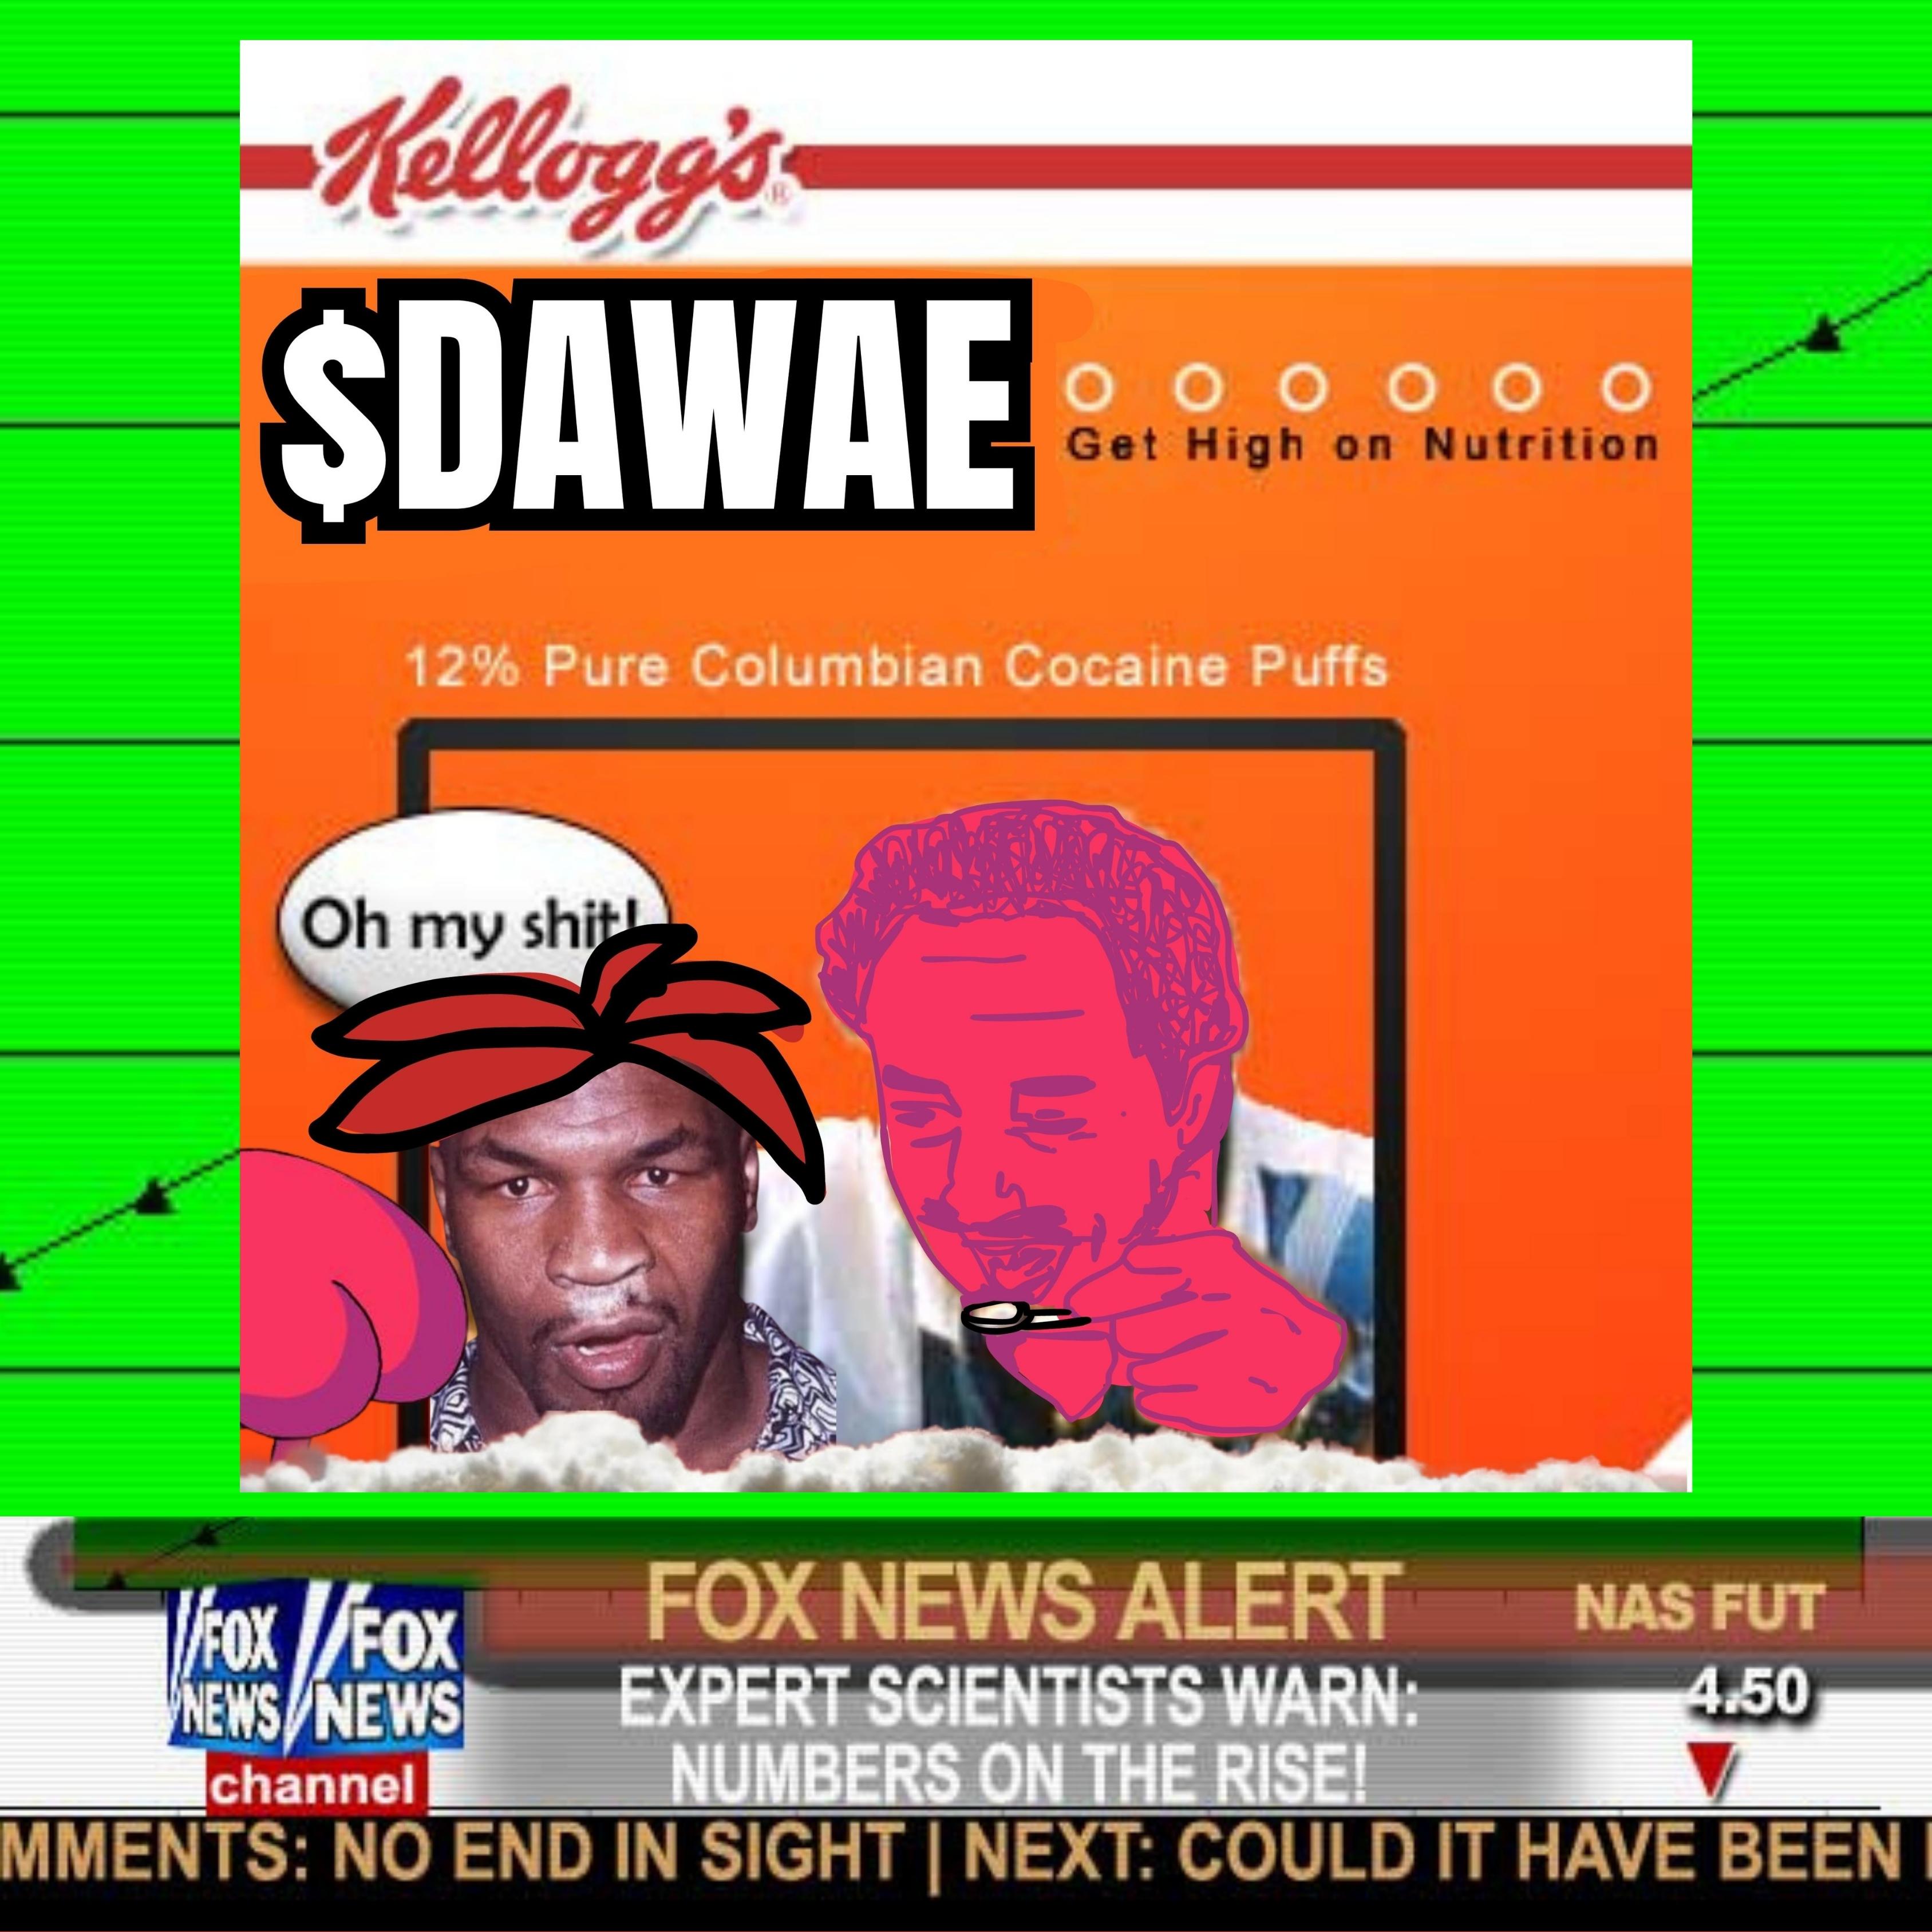 Kellogg's®
$DAWAE
Get High on Nutrition
12% Pure Columbian Cocaine Puffs
Oh my shit!
FOX NEWS ALERT
NAS FUT
FOX FOX
NEWS NEWS
channel
EXPERT SCIENTISTS WARN:
4.50
NUMBERS ON THE RISE!
MMENTS: NO END IN SIGHT | NEXT: COULD IT HAVE BEEN